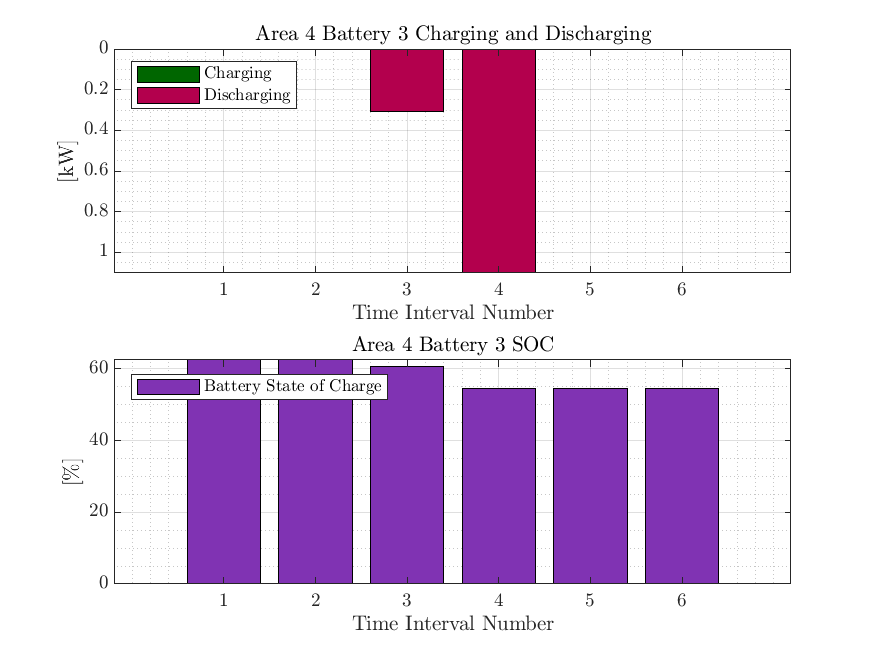 Area 4 Battery 3 Charging and Discharging
0
0.2
0.4
0.6
0.8
1
[kW]
Charging
Discharging
1 2 3 4 5 6
Time Interval Number
Area 4 Battery 3 SOC
60
40
20
0
[%]
Battery State of Charge
1 2 3 4 5 6
Time Interval Number